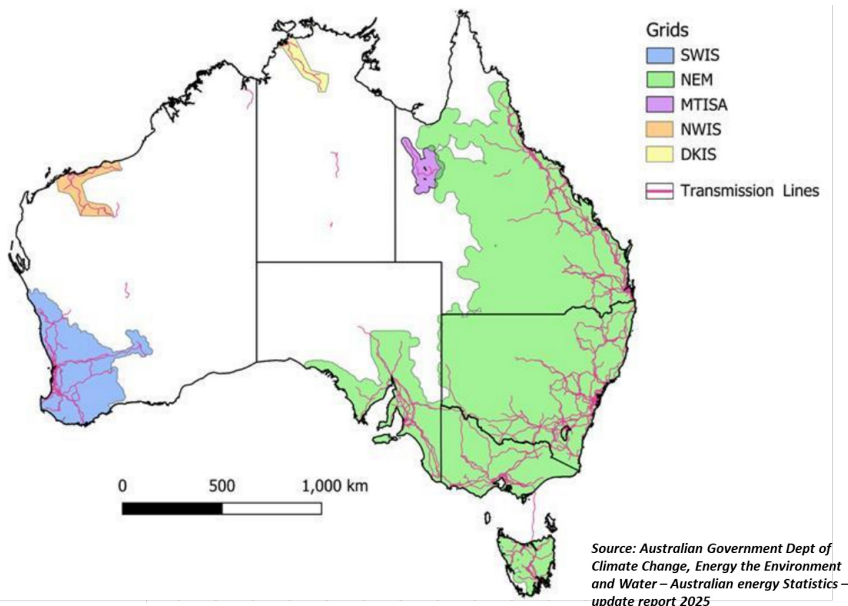 Grids
SWIS
NEM
MTISA
NWIS
DKIS
Transmission Lines
0 500 1,000 km
Source: Australian Government Dept of
Climate Change, Energy the Environment
and Water – Australian energy Statistics –
update report 2025